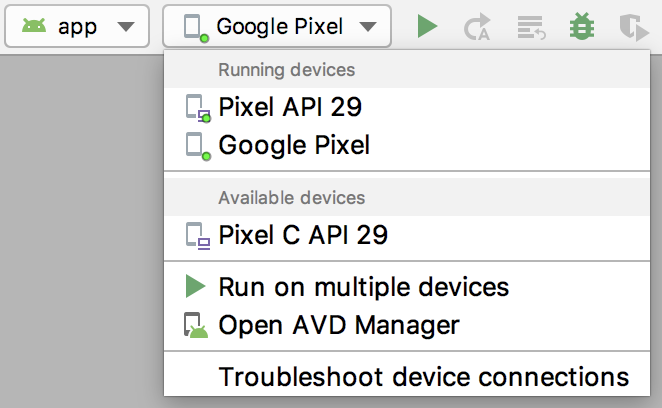 app
Google Pixel
Running devices
Pixel API 29
Google Pixel
Available devices
Pixel C API 29
Run on multiple devices
Open AVD Manager
Troubleshoot device connections